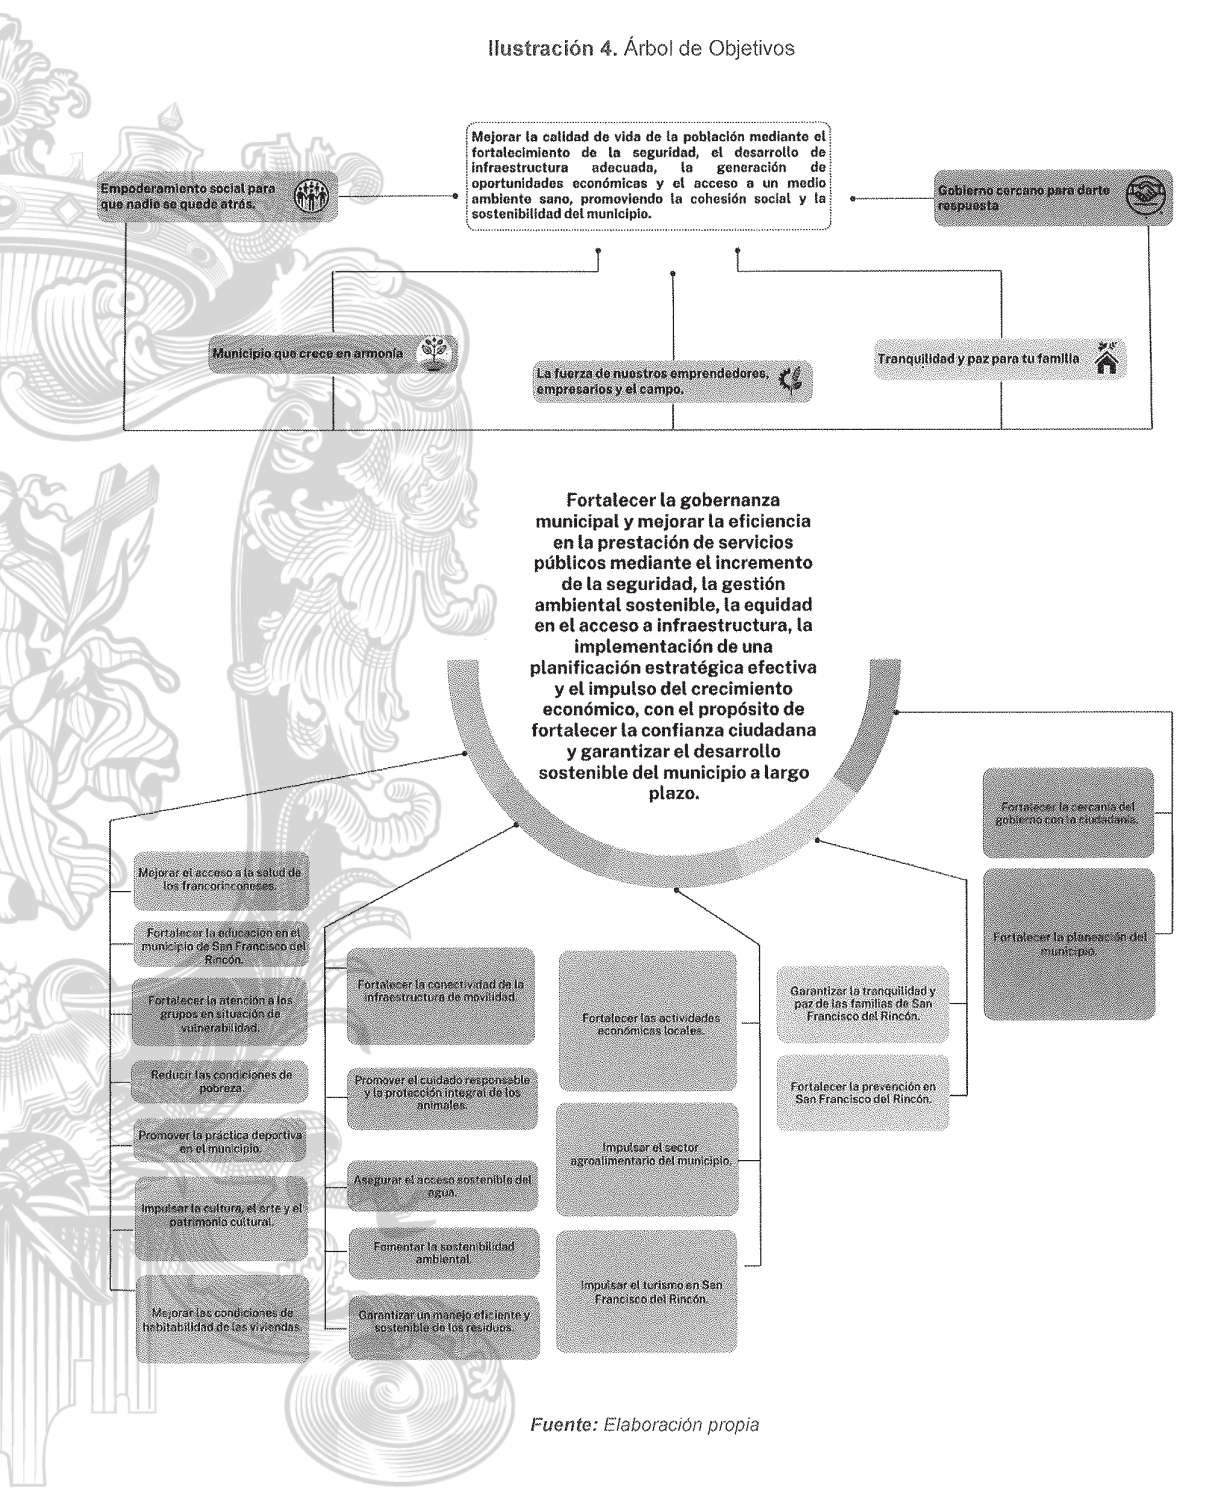 Ilustración 4. Árbol de Objetivos
Mejorar la calidad de vida de la población mediante el
fortalecimiento de la seguridad, el desarrollo de
infraestructura adecuada, la generación de
oportunidades económicas y el acceso a un medio
ambiente sano, promoviendo la cohesión social y la
sostenibilidad del municipio.
Empoderamiento social para
que nadie se quede atrás.
Gobierno cercano para darte
respuesta
Municipio que crece en armonía
La fuerza de nuestros emprendedores,
empresarios y el campo.
Tranquilidad y paz para tu familia
Fortalecer la gobernanza
municipal y mejorar la eficiencia
en la prestación de servicios
públicos mediante el incremento
de la seguridad, la gestión
ambiental sostenible, la equidad
en el acceso a infraestructura, la
implementación de una
planificación estratégica efectiva
y el impulso del crecimiento
económico, con el propósito de
fortalecer la confianza ciudadana
y garantizar el desarrollo
sostenible del municipio a largo
plazo.
Mejorar el acceso a la salud de
los francorinconeses.
Fortalecer la educación en el
municipio de San Francisco del
Rincón.
Fortalecer la atención a los
grupos en situación de
vulnerabilidad.
Reducir las condiciones de
pobreza.
Promover la práctica deportiva
en el municipio.
Impulsar la cultura, el arte y el
patrimonio cultural.
Mejorar las condiciones de
habitabilidad de las viviendas.
Fortalecer la conectividad de la
infraestructura de movilidad.
Promover el cuidado responsable
y la protección integral de los
animales.
Asegurar el acceso sostenible del
agua.
Fomentar la sostenibilidad
ambiental.
Garantizar un manejo eficiente y
sostenible de los residuos.
Fortalecer las actividades
económicas locales.
Impulsar el sector
agroalimentario del municipio.
Impulsar el turismo en San
Francisco del Rincón.
Garantizar la tranquilidad y
paz de las familias de San
Francisco del Rincón.
Fortalecer la prevención en
San Francisco del Rincón.
Fortalecer la cercanía del
gobierno con la ciudadanía.
Fortalecer la planeación del
municipio.
Fuente: Elaboración propia